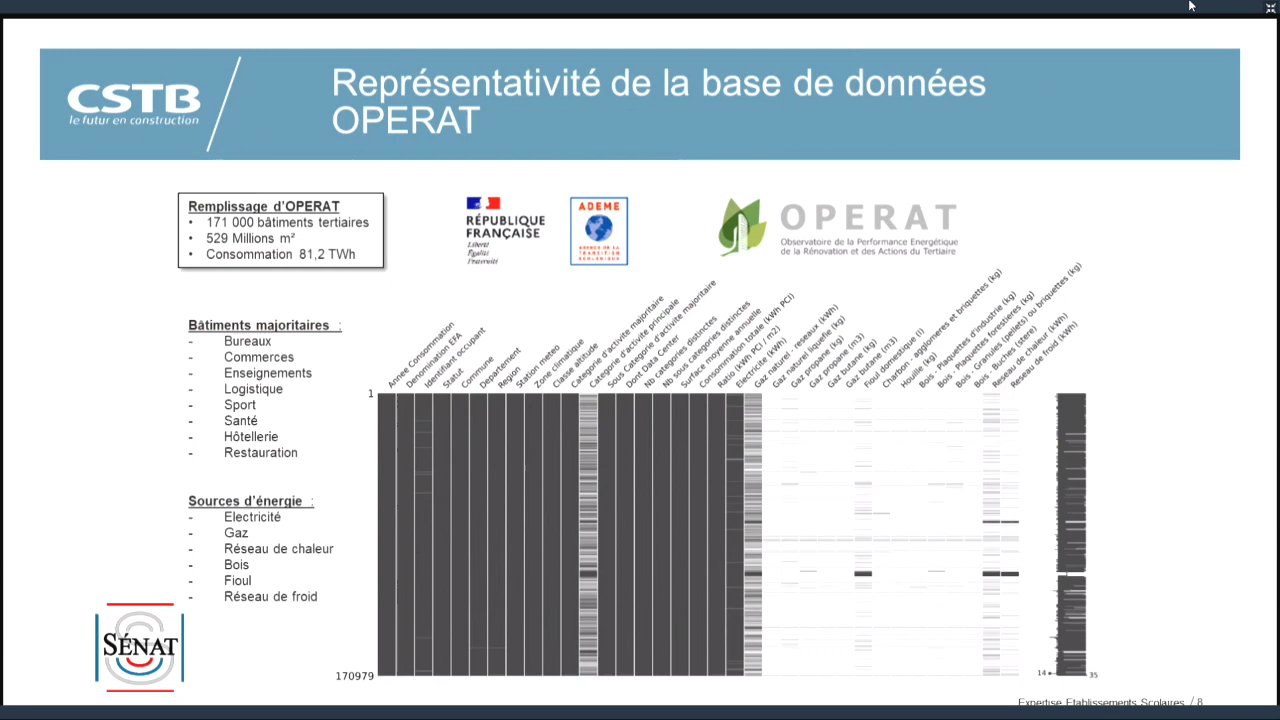 CSTB
le futur en construction
Représentativité de la base de données
OPERAT
Remplissage d'OPERAT
• 171 000 bâtiments tertiaires
• 529 Millions m²
• Consommation 81,2 TWh
RÉPUBLIQUE
FRANÇAISE
Liberté
Égalité
Fraternité
ADEME
AGENCE DE LA
TRANSITION
ÉCOLOGIQUE
OPERAT
Observatoire de la Performance Energétique
de la Rénovation et des Actions du Tertiaire
Bâtiments majoritaires :
- Bureaux
- Commerces
- Enseignements
- Logistique
- Sport
- Santé
- Hôtellerie
- Restauration
Sources d'énergie :
- Electricité
- Gaz
- Réseau de chaleur
- Bois
- Fioul
- Réseau de froid
SÉNAT
Annee Consommation
Denomination EFA
Identifiant occupant
Statut
Commune
Departement
Region
Station meteo
Zone climatique
Classe altitude
Categorie d'activite majoritaire
Categorie d'activite principale
Sous Categorie d'activite majoritaire
Dont Data Center
Nb categories distinctes
Nb sous categories distinctes
Surface moyenne annuelle
Consommation totale (kWh PCI)
Ratio (kWh PCI / m2)
Electricite (kWh)
Gaz naturel - reseaux (kWh)
Gaz naturel liquefie (kg)
Gaz propane (kg)
Gaz propane (m3)
Gaz butane (kg)
Gaz butane (m3)
Fioul domestique (l)
Charbon - agglomeres et briquettes (kg)
Houille (kg)
Bois - Plaquettes d'industrie (kg)
Bois - Plaquettes forestieres (kg)
Bois - Granules (pellets) ou briquettes (kg)
Bois - Buches (stere)
Reseau de chaleur (kWh)
Reseau de froid (kWh)
1
170979
14
35
Expertise Etablissements Scolaires / 8